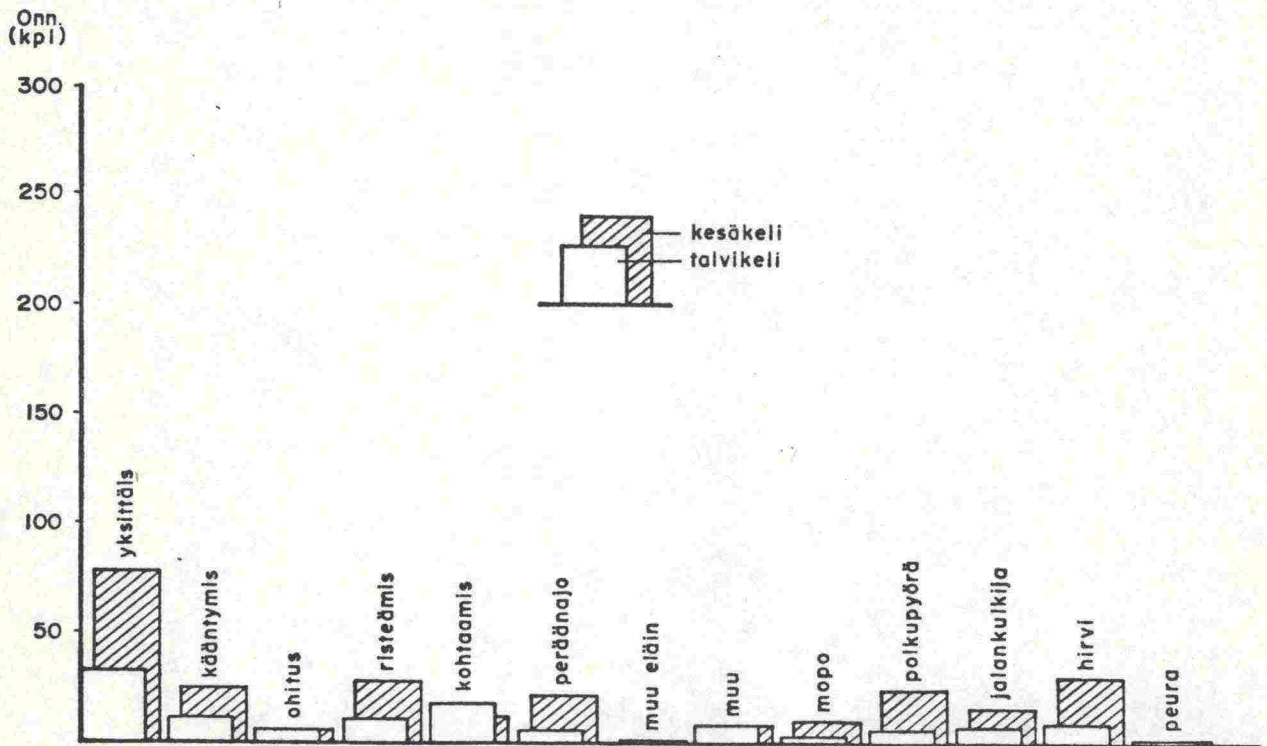 Onn.
(kpl)
300
250
200
150
100
50
kesäkeli
talvikeli
yksittäis
kääntymis
ohitus
risteämis
kohtaamis
peräänajo
muu eläin
muu
mopo
polkupyörä
jalankulkija
hirvi
peura